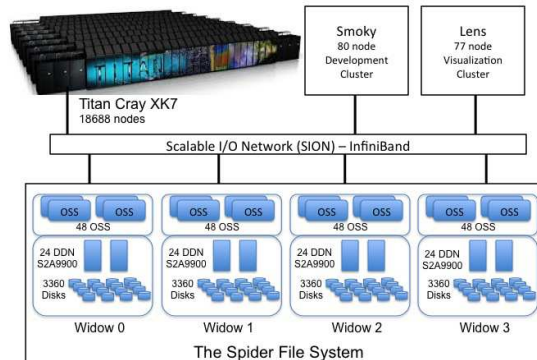 TITAN
Smoky
80 node
Development
Cluster
Lens
77 node
Visualization
Cluster
Titan Cray XK7
18688 nodes
Scalable I/O Network (SION) – InfiniBand
OSS OSS
48 OSS
24 DDN
S2A9900
3360
Disks
Widow 0
OSS OSS
48 OSS
24 DDN
S2A9900
3360
Disks
Widow 1
OSS OSS
48 OSS
24 DDN
S2A9900
3360
Disks
Widow 2
OSS OSS
48 OSS
24 DDN
S2A9900
3360
Disks
Widow 3
The Spider File System